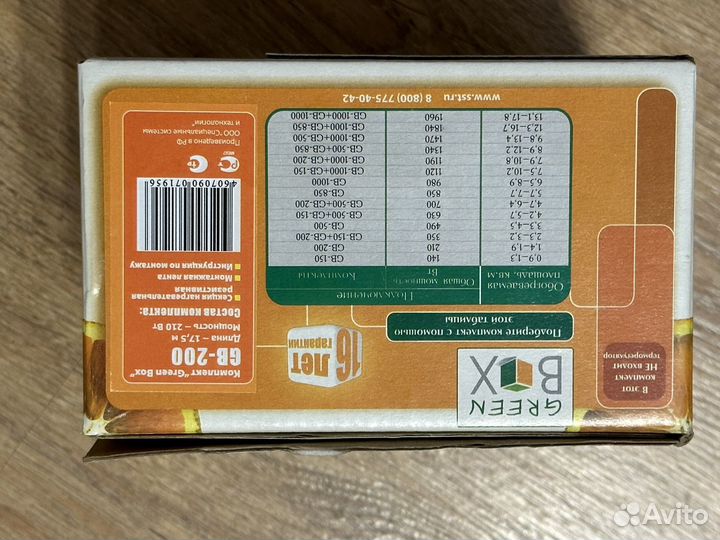 В ЭТОТ
КОМПЛЕКТ
НЕ ВХОДИТ
терморегулятор
GREEN
BOX
16 ЛЕТ
гарантии
Подберите комплект с помощью
этой таблицы
Обогреваемая
площадь, кв.м
Подключение
Общая мощность
Вт
Комплекты
0,9–1,3 140 GB-150
1,4–1,9 210 GB-200
2,3–3,2 350 GB-150+GB-200
3,3–4,5 490 GB-500
4,2–5,7 630 GB-500+GB-150
4,7–6,4 700 GB-500+GB-200
5,7–7,7 850 GB-850
6,5–8,9 980 GB-1000
7,5–10,2 1120 GB-1000+GB-150
7,9–10,8 1190 GB-1000+GB-200
8,9–12,2 1340 GB-500+GB-850
9,8–13,4 1470 GB-500+GB-1000
12,3–16,7 1840 GB-1000+GB-850
13,1–17,8 1960 GB-1000+GB-1000
www.sst.ru 8 (800) 775-40-42
Комплект "Green Box"
GB-200
Длина – 17,5 м
Мощность – 210 Вт
Состав комплекта:
Секция нагревательная
резистивная
Монтажная лента
Инструкция по монтажу
4607090071956
Произведено в РФ
ООО "Специальные системы
и технологии"
Avito